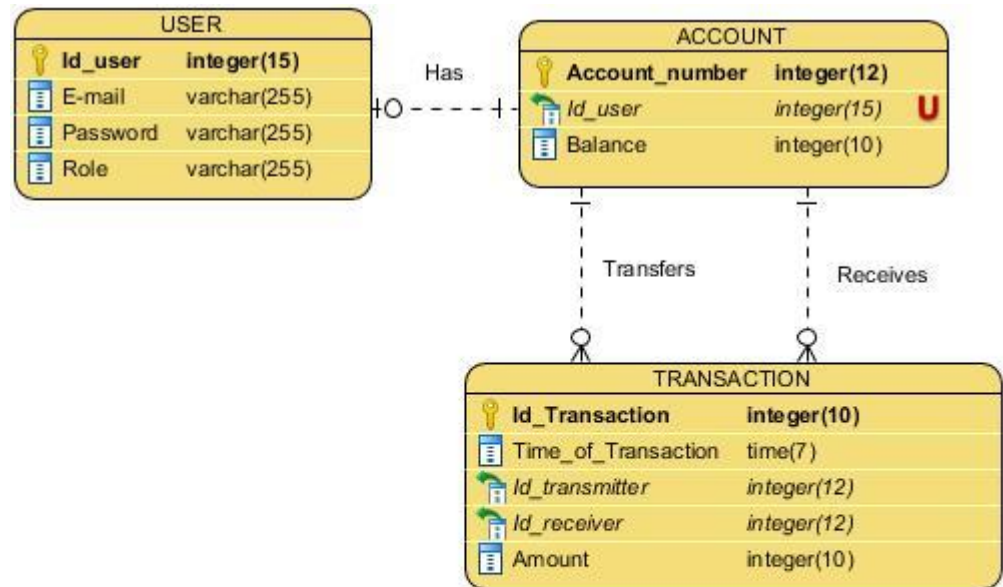 USER
Id_user integer(15)
E-mail varchar(255)
Password varchar(255)
Role varchar(255)
Has
ACCOUNT
Account_number integer(12)
Id_user integer(15) U
Balance integer(10)
Transfers
Receives
TRANSACTION
Id_Transaction integer(10)
Time_of_Transaction time(7)
Id_transmitter integer(12)
Id_receiver integer(12)
Amount integer(10)